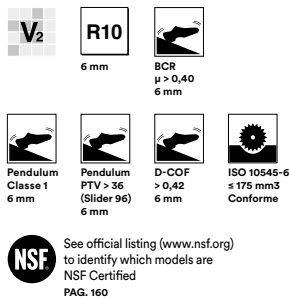 V2
R10
6 mm
BCR
µ > 0,40
6 mm
Pendulum
Classe 1
6 mm
Pendulum
PTV > 36
(Slider 96)
6 mm
D-COF
> 0,42
6 mm
ISO 10545-6
≤ 175 mm3
Conforme
NSF
See official listing (www.nsf.org)
to identify which models are
NSF Certified
PAG. 160